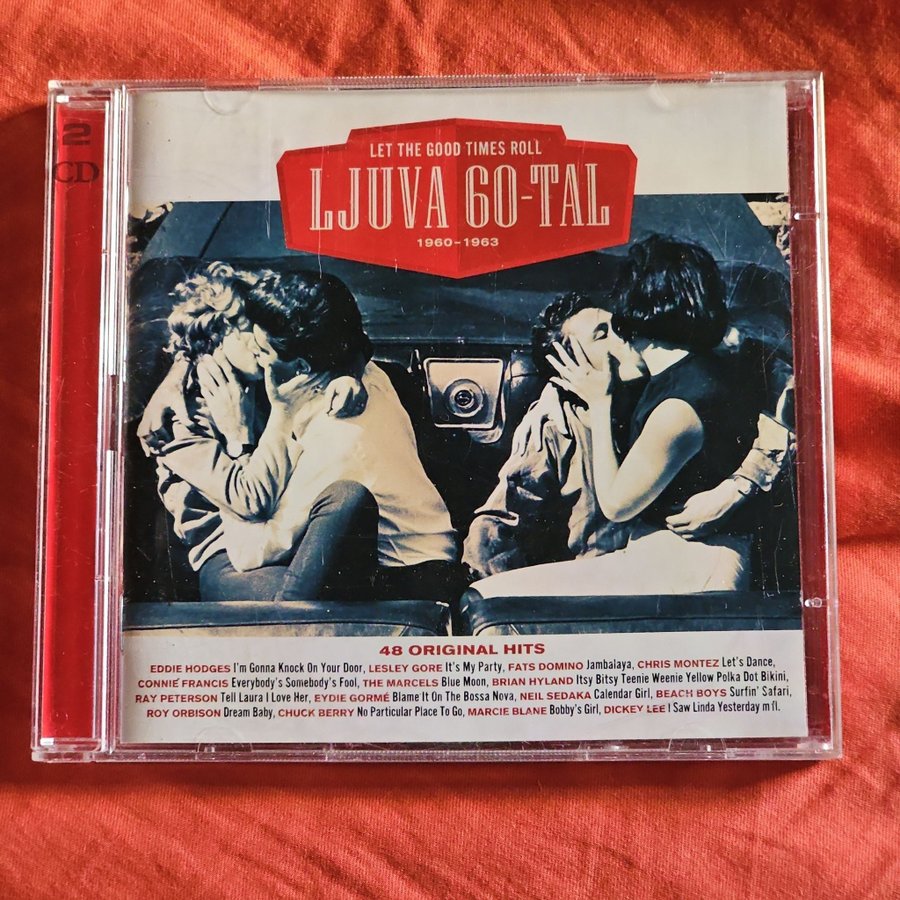 2
CD
LET THE GOOD TIMES ROLL
LJUVA 60-TAL
1960-1963
48 ORIGINAL HITS
EDDIE HODGES I'm Gonna Knock On Your Door, LESLEY GORE It's My Party, FATS DOMINO Jambalaya, CHRIS MONTEZ Let's Dance,
CONNIE FRANCIS Everybody's Somebody's Fool, THE MARCELS Blue Moon, BRIAN HYLAND Itsy Bitsy Teenie Weenie Yellow Polka Dot Bikini,
RAY PETERSON Tell Laura I Love Her, EYDIE GORMÉ Blame It On The Bossa Nova, NEIL SEDAKA Calendar Girl, BEACH BOYS Surfin' Safari,
ROY ORBISON Dream Baby, CHUCK BERRY No Particular Place To Go, MARCIE BLANE Bobby's Girl, DICKEY LEE I Saw Linda Yesterday m fl.